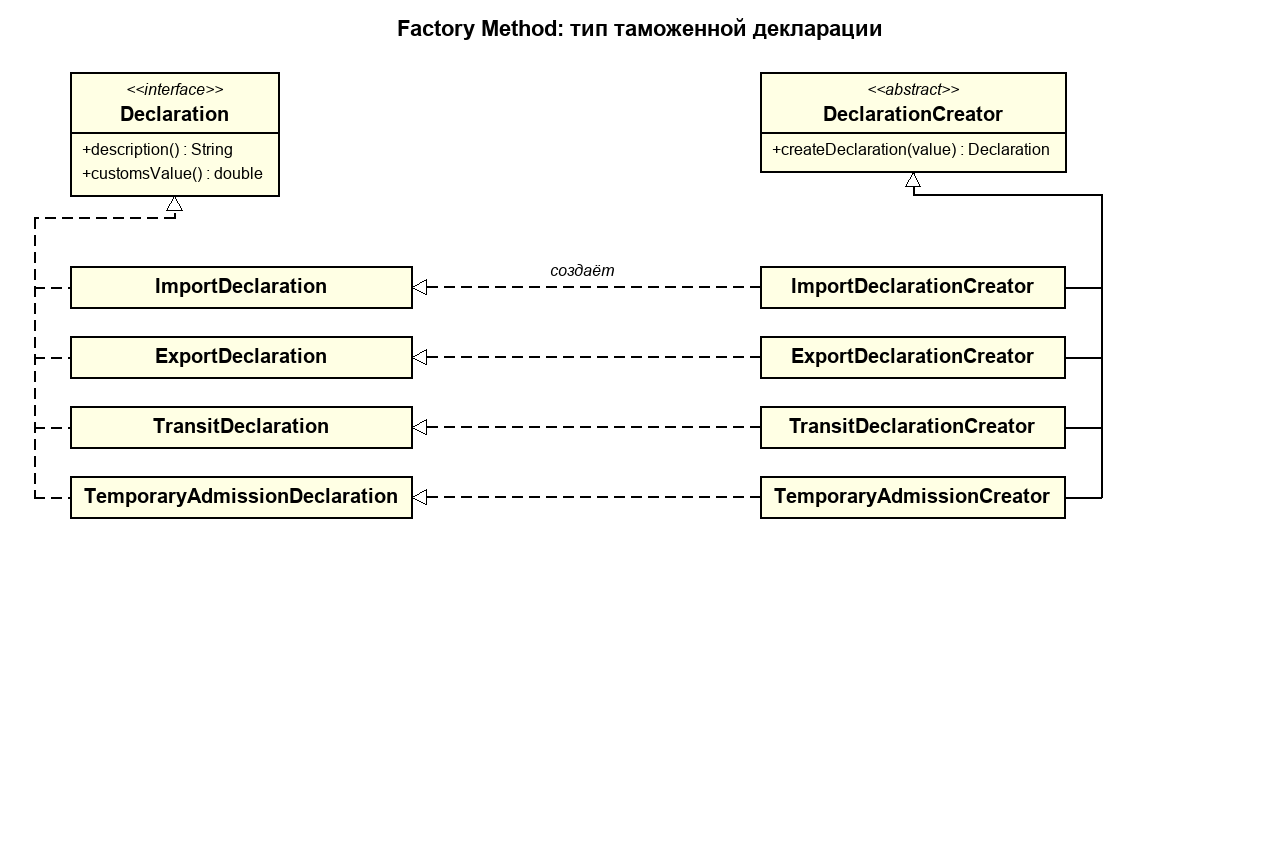 Factory Method: тип таможенной декларации
<<interface>>
Declaration
+description() : String
+customsValue() : double
<<abstract>>
DeclarationCreator
+createDeclaration(value) : Declaration
ImportDeclaration
создаёт
ImportDeclarationCreator
ExportDeclaration
ExportDeclarationCreator
TransitDeclaration
TransitDeclarationCreator
TemporaryAdmissionDeclaration
TemporaryAdmissionCreator